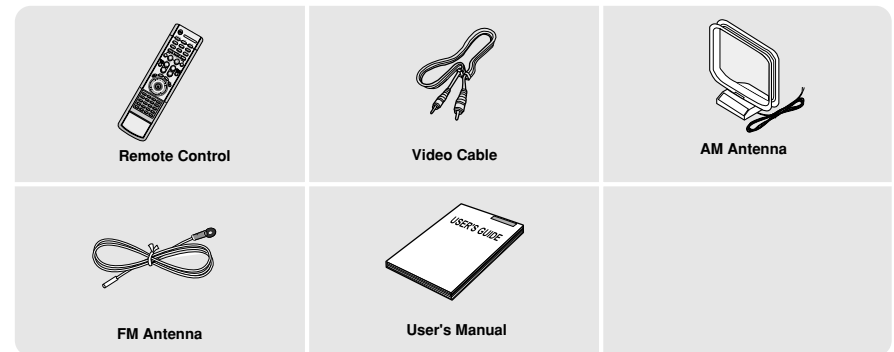 Remote Control
Video Cable
AM Antenna
USER'S GUIDE
FM Antenna
User's Manual